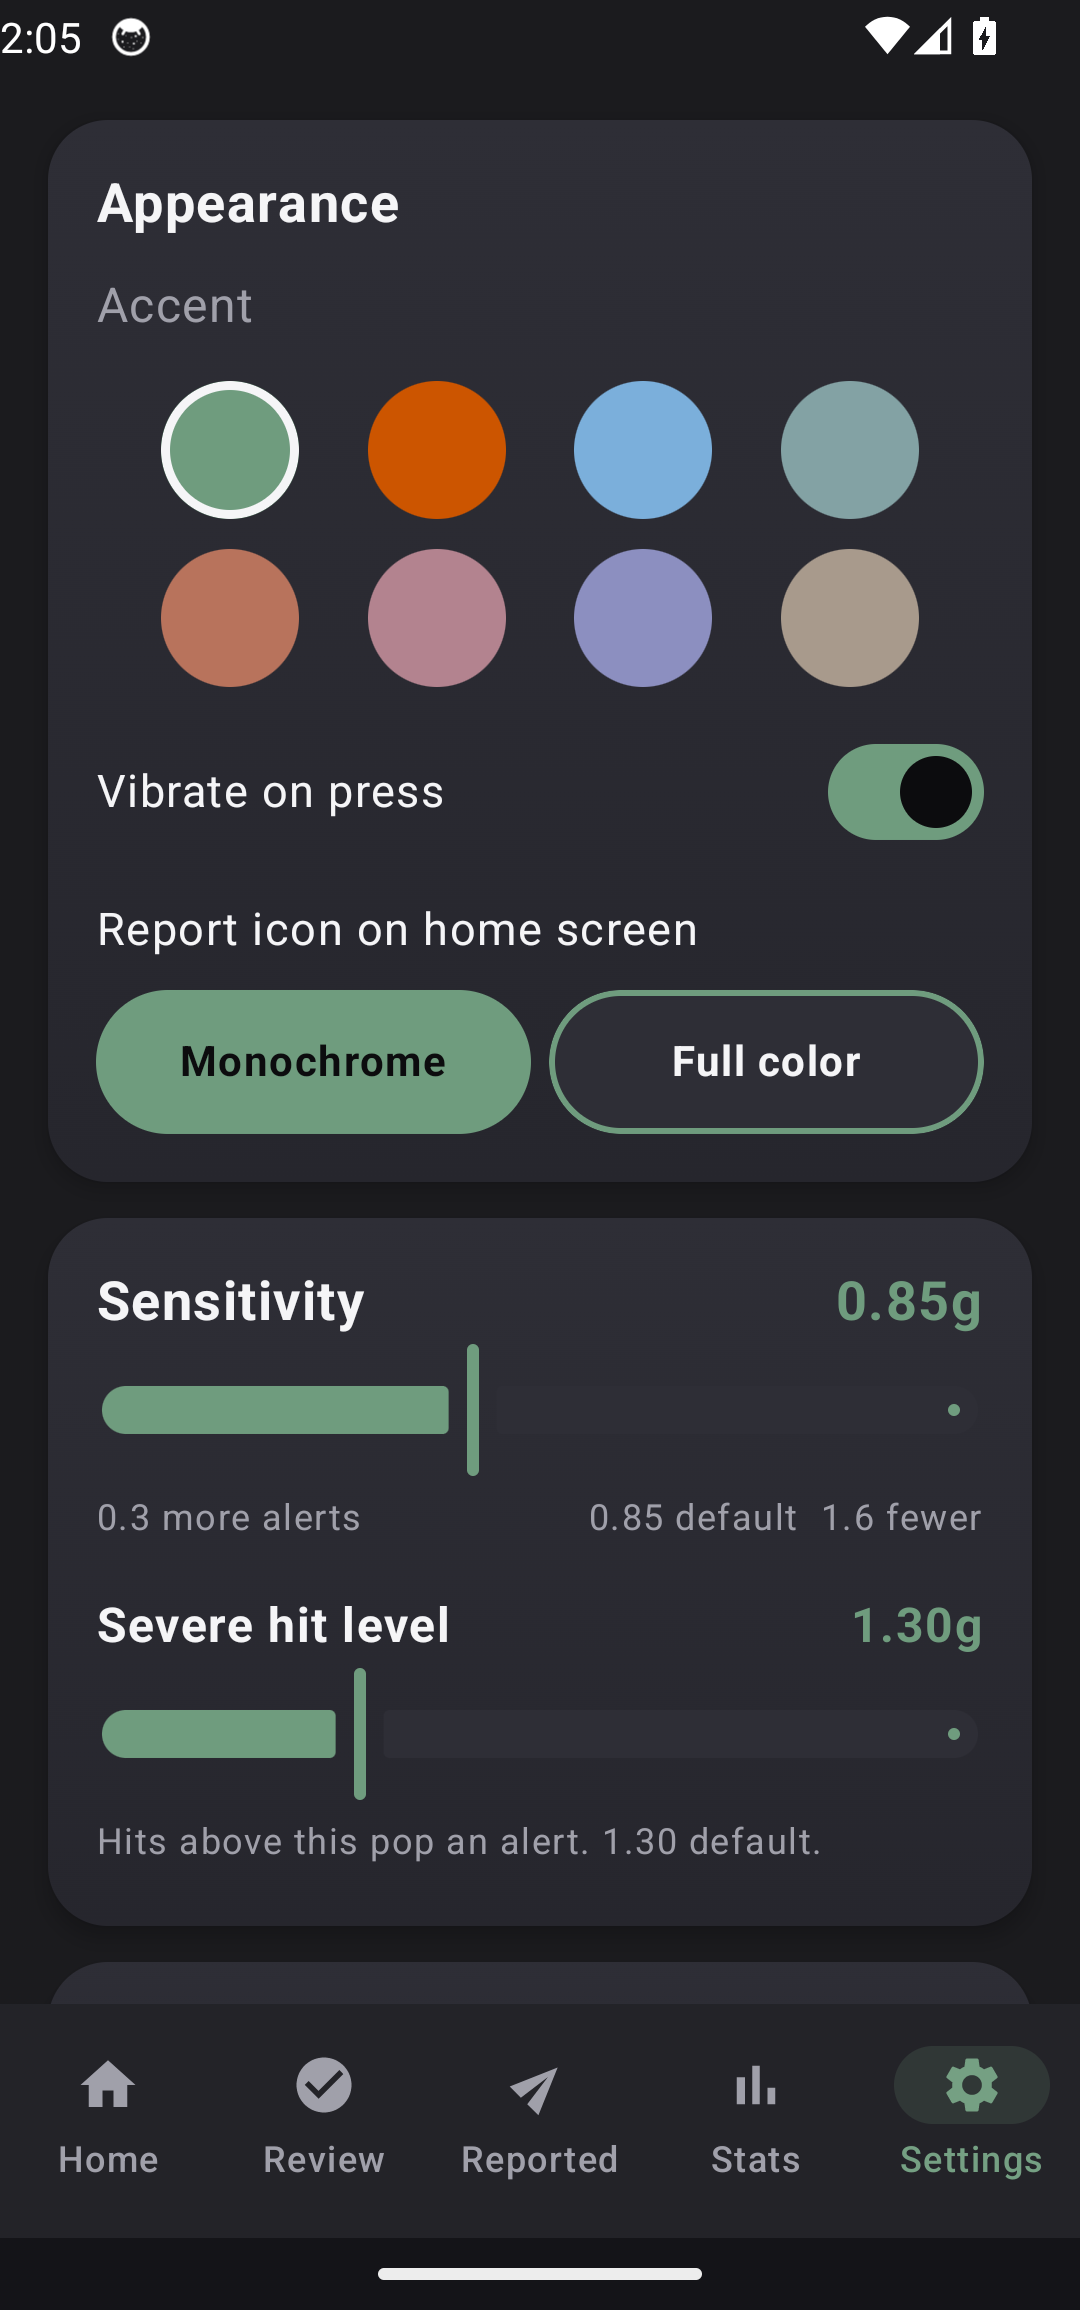 2:05
Appearance
Accent
Vibrate on press
Report icon on home screen
Monochrome
Full color
Sensitivity 0.85g
0.3 more alerts 0.85 default 1.6 fewer
Severe hit level 1.30g
Hits above this pop an alert. 1.30 default.
Home Review Reported Stats Settings